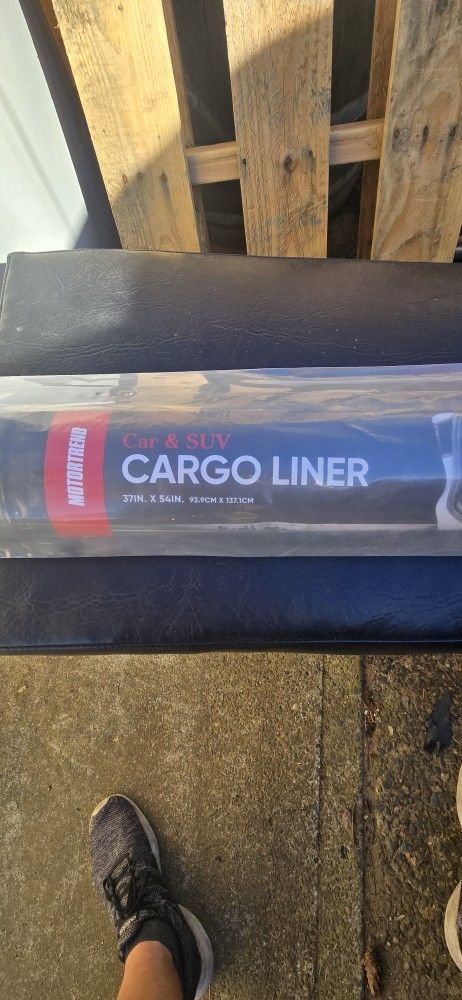 MOTORTREND
Car & SUV
CARGO LINER
37IN. X 54IN. 93.9CM X 137.1CM